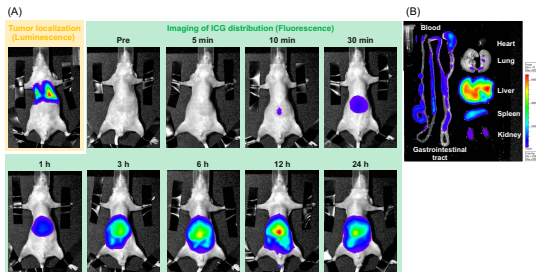 (A)
Tumor localization
(Luminescence)
Imaging of ICG distribution (Fluorescence)
Pre
5 min
10 min
30 min
1 h
3 h
6 h
12 h
24 h
(B)
Blood
Heart
Lung
Liver
Spleen
Kidney
Gastrointestinal
tract